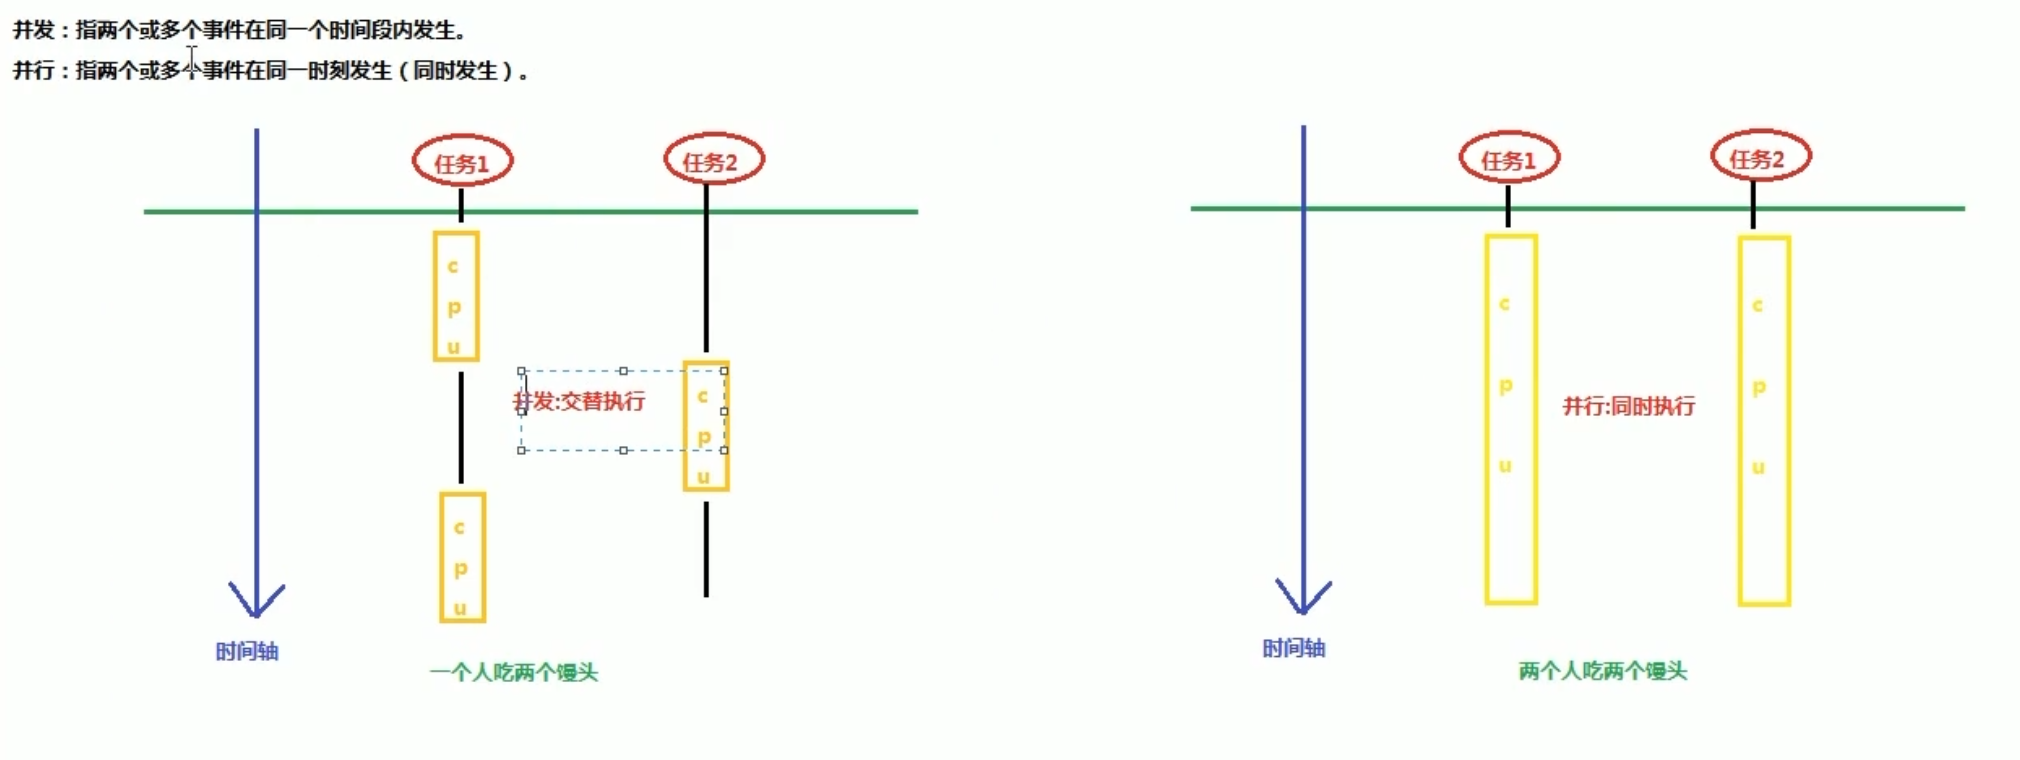 并发：指两个或多个事件在同一个时间段内发生。
并行：指两个或多个事件在同一时刻发生（同时发生）。
任务1
任务2
c
p
u
并发:交替执行
c
p
u
c
p
u
时间轴
一个人吃两个馒头
任务1
任务2
c
p
u
并行:同时执行
c
p
u
时间轴
两个人吃两个馒头